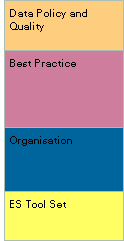 Data Policy and
Quality
Best Practice
Organisation
ES Tool Set